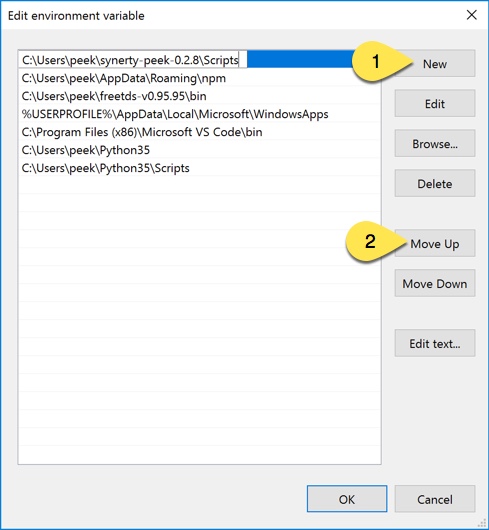 Edit environment variable
C:\Users\peek\synerty-peek-0.2.8\Scripts
C:\Users\peek\AppData\Roaming\npm
C:\Users\peek\freetds-v0.95.95\bin
%USERPROFILE%\AppData\Local\Microsoft\WindowsApps
C:\Program Files (x86)\Microsoft VS Code\bin
C:\Users\peek\Python35
C:\Users\peek\Python35\Scripts
1
New
Edit
Browse...
Delete
2
Move Up
Move Down
Edit text...
OK
Cancel